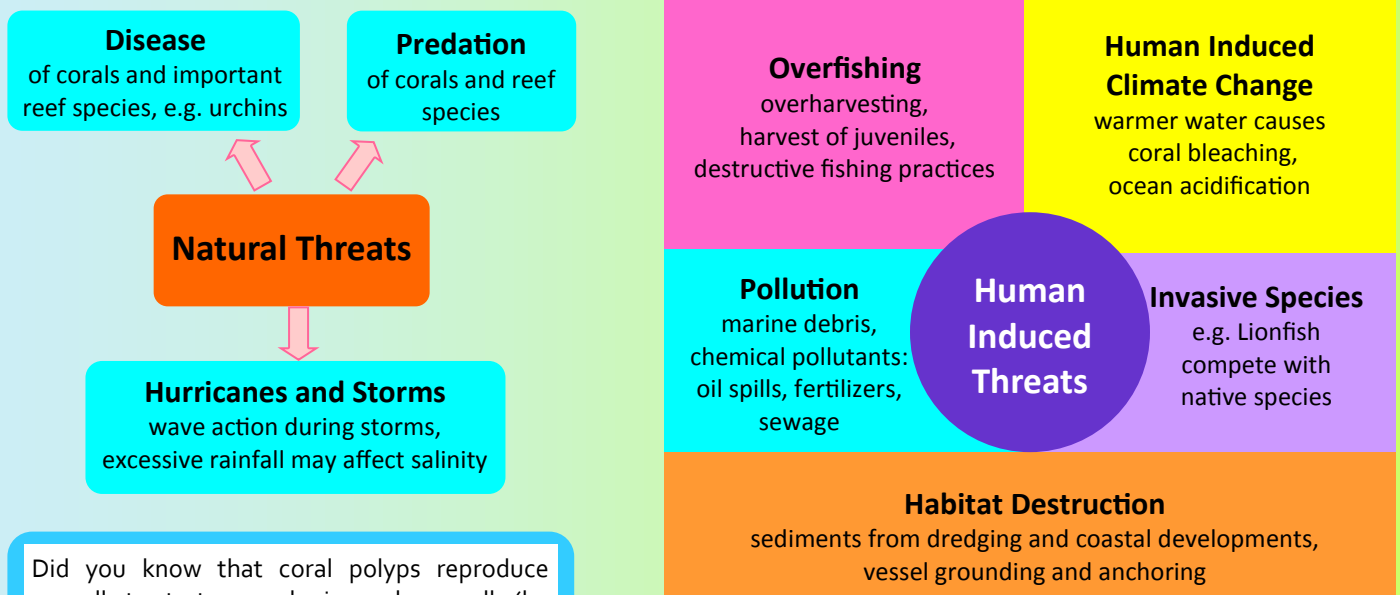 Disease
of corals and important
reef species, e.g. urchins
Predation
of corals and reef
species
Natural Threats
Hurricanes and Storms
wave action during storms,
excessive rainfall may affect salinity
Did you know that coral polyps reproduce
Overfishing
overharvesting,
harvest of juveniles,
destructive fishing practices
Human Induced
Climate Change
warmer water causes
coral bleaching,
ocean acidification
Pollution
marine debris,
chemical pollutants:
oil spills, fertilizers,
sewage
Human
Induced
Threats
Invasive Species
e.g. Lionfish
compete with
native species
Habitat Destruction
sediments from dredging and coastal developments,
vessel grounding and anchoring